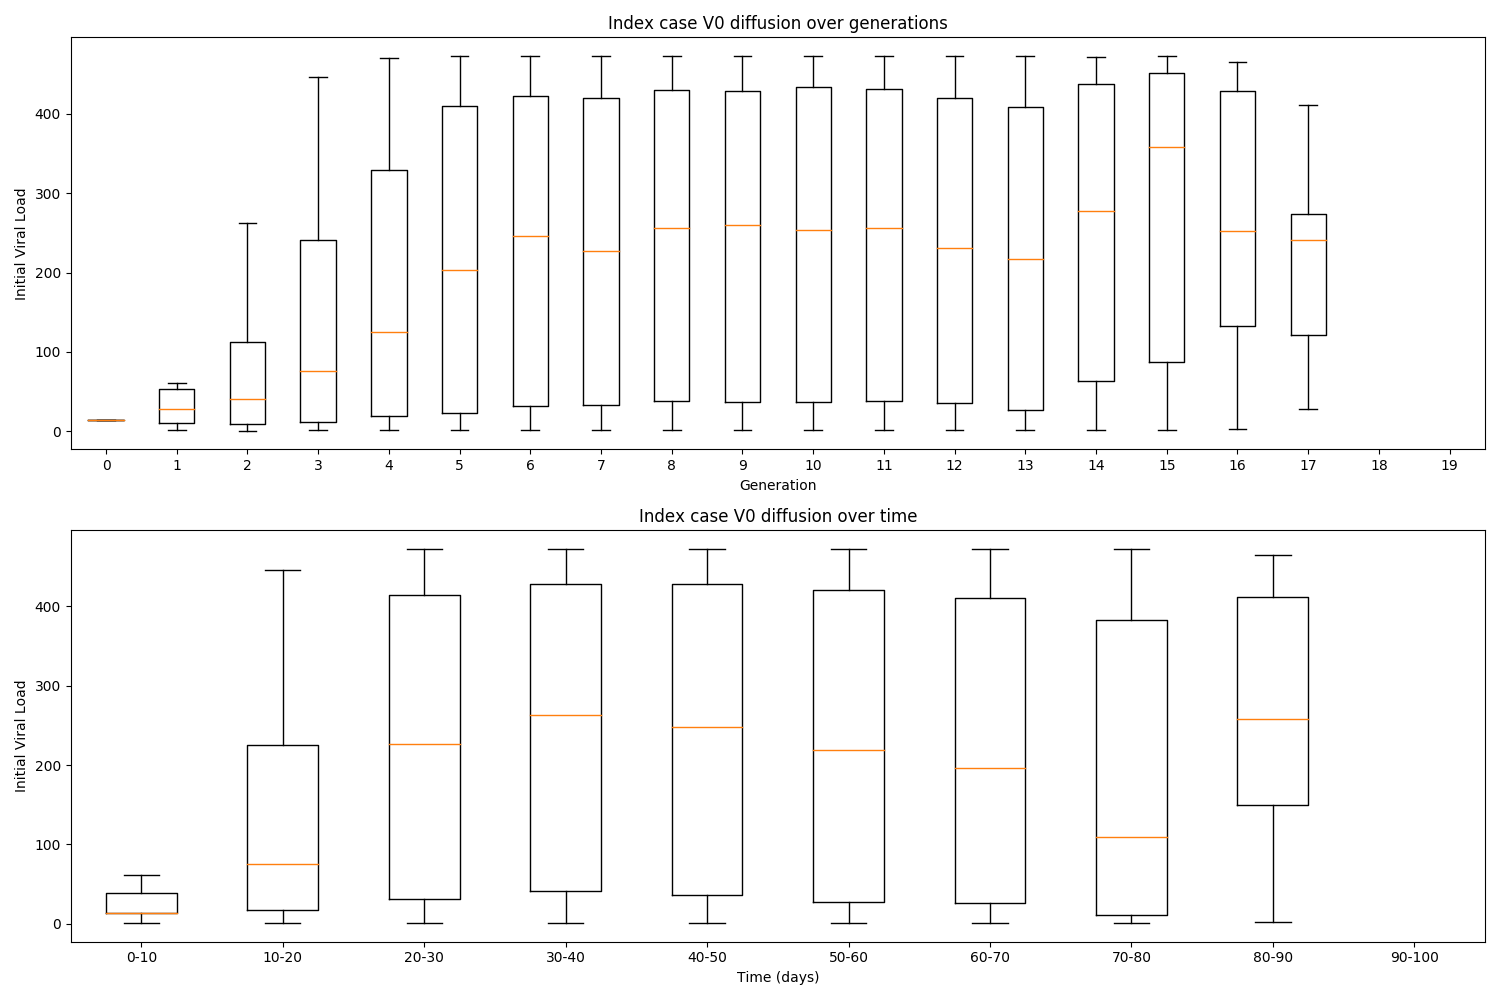 Index case V0 diffusion over generations
Initial Viral Load
400
300
200
100
0
0 1 2 3 4 5 6 7 8 9 10 11 12 13 14 15 16 17 18 19
Generation
Index case V0 diffusion over time
Initial Viral Load
400
300
200
100
0
0-10 10-20 20-30 30-40 40-50 50-60 60-70 70-80 80-90 90-100
Time (days)